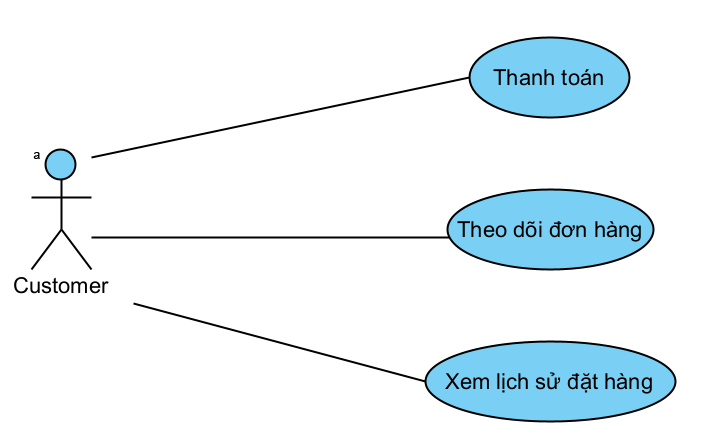 Thanh toán
a
Theo dõi đơn hàng
Customer
Xem lịch sử đặt hàng